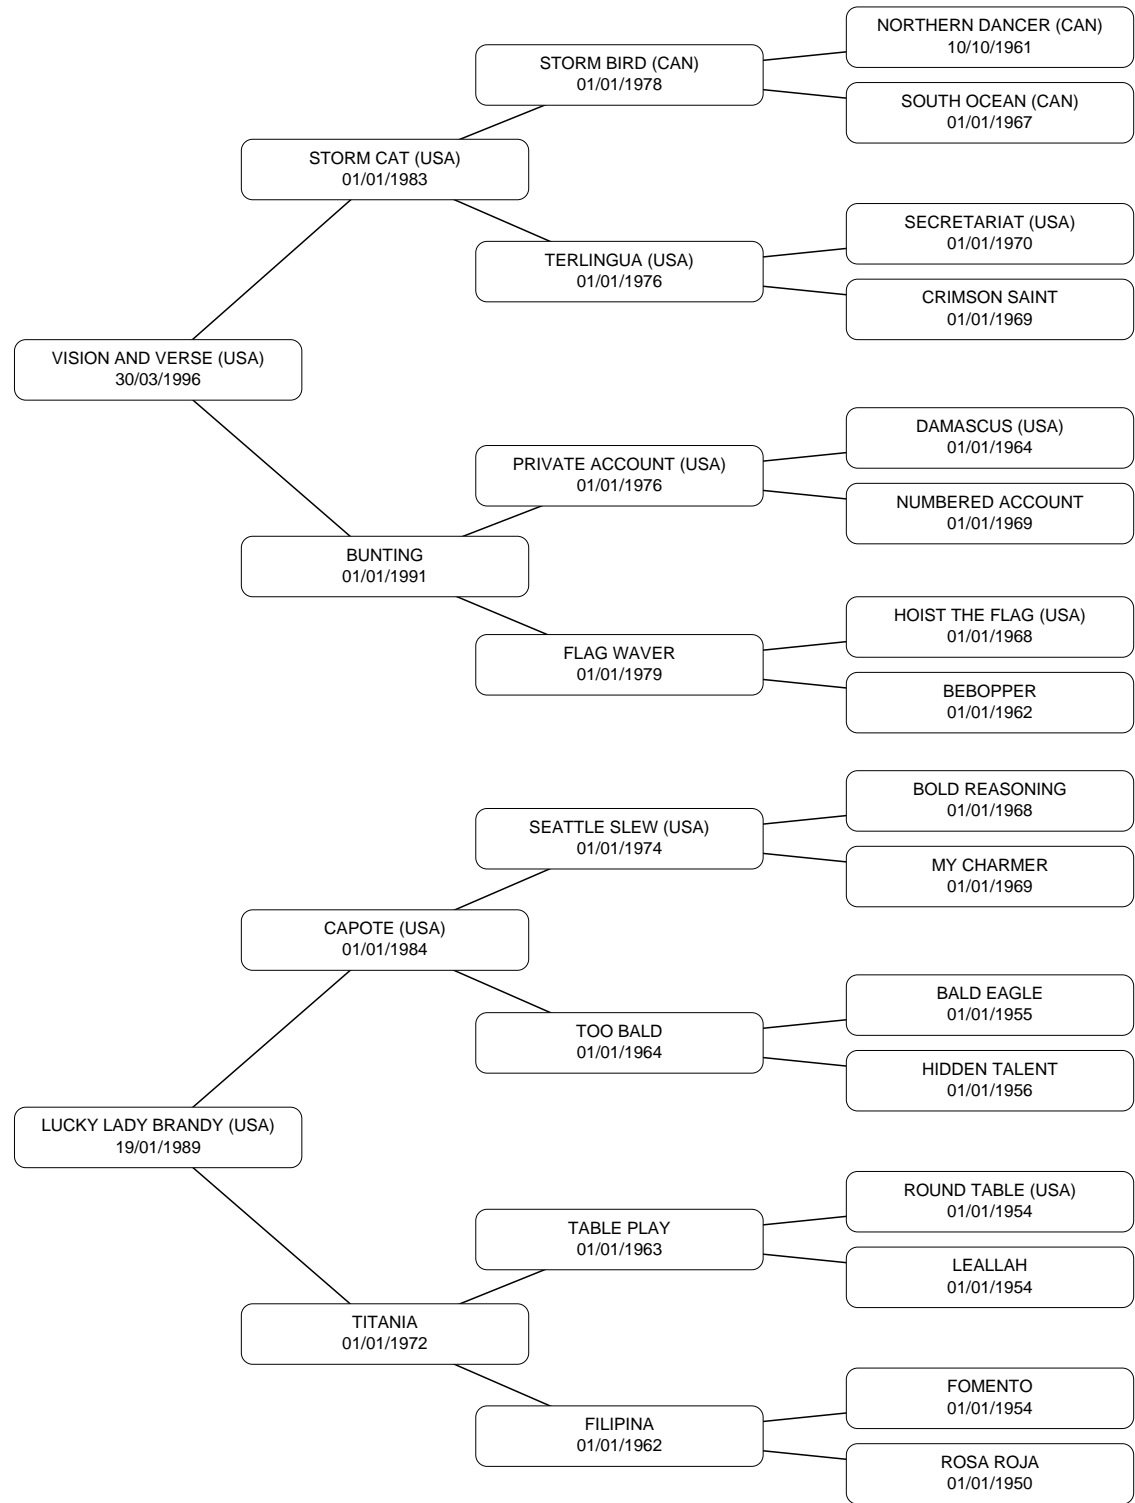 NORTHERN DANCER (CAN)
10/10/1961
STORM BIRD (CAN)
01/01/1978
SOUTH OCEAN (CAN)
01/01/1967
STORM CAT (USA)
01/01/1983
SECRETARIAT (USA)
01/01/1970
TERLINGUA (USA)
01/01/1976
CRIMSON SAINT
01/01/1969
VISION AND VERSE (USA)
30/03/1996
DAMASCUS (USA)
01/01/1964
PRIVATE ACCOUNT (USA)
01/01/1976
NUMBERED ACCOUNT
01/01/1969
BUNTING
01/01/1991
HOIST THE FLAG (USA)
01/01/1968
FLAG WAVER
01/01/1979
BEBOPPER
01/01/1962
BOLD REASONING
01/01/1968
SEATTLE SLEW (USA)
01/01/1974
MY CHARMER
01/01/1969
CAPOTE (USA)
01/01/1984
BALD EAGLE
01/01/1955
TOO BALD
01/01/1964
HIDDEN TALENT
01/01/1956
LUCKY LADY BRANDY (USA)
19/01/1989
ROUND TABLE (USA)
01/01/1954
TABLE PLAY
01/01/1963
LEALLAH
01/01/1954
TITANIA
01/01/1972
FOMENTO
01/01/1954
FILIPINA
01/01/1962
ROSA ROJA
01/01/1950